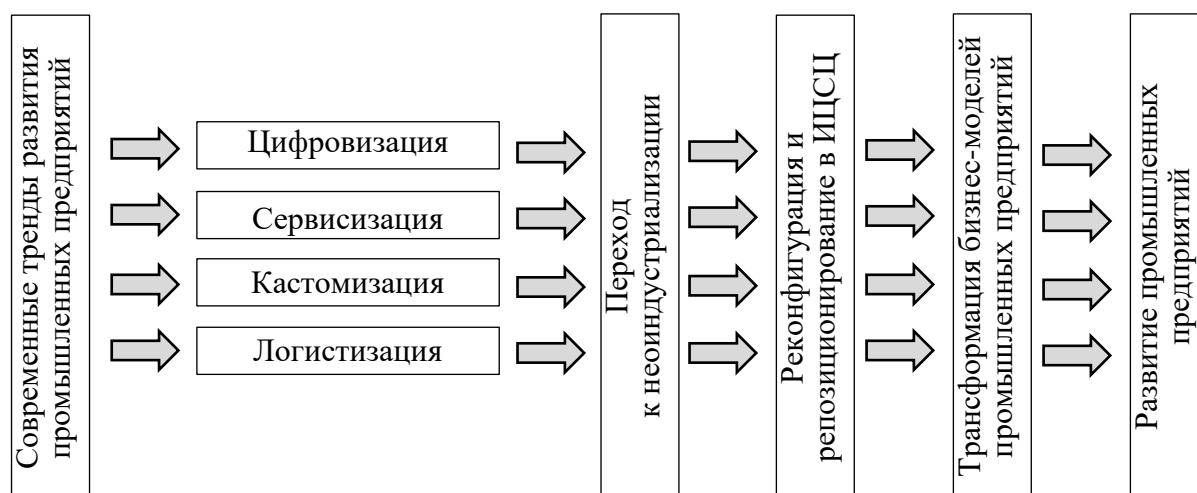 Современные тренды развития
промышленных предприятий
Цифровизация
Сервисизация
Кастомизация
Логистизация
Переход
к неоиндустриализации
Реконфигурация и
репозиционирование в ИЦСЦ
Трансформация бизнес-моделей
промышленных предприятий
Развитие промышленных
предприятий